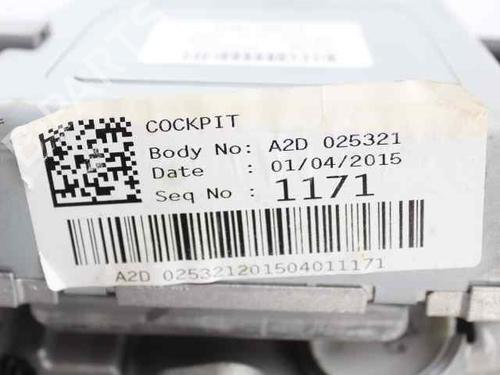 COCKPIT
Body No: A2D 025321
Date : 01/04/2015
Seq No : 1171
A2D 025321201504011171